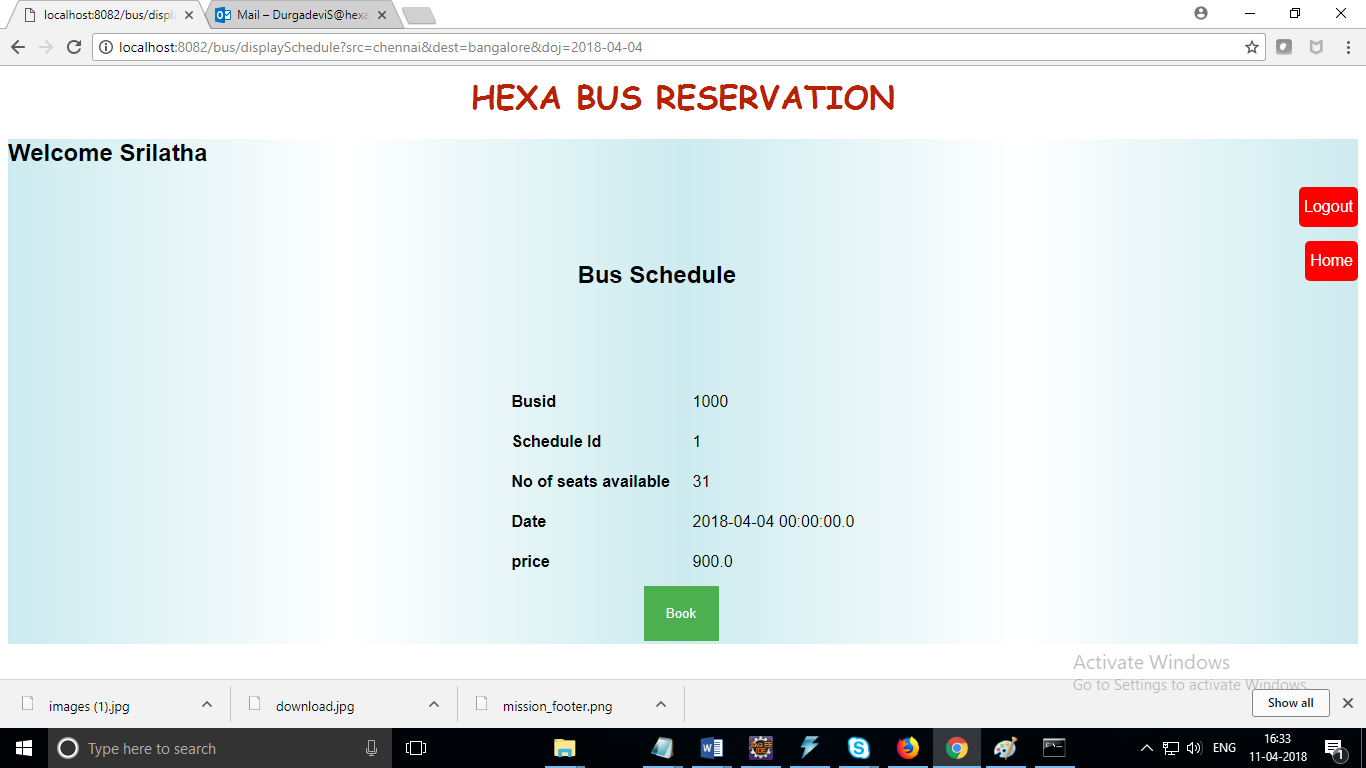 localhost:8082/bus/displ
Mail – DurgadeviS@hexa
localhost:8082/bus/displaySchedule?src=chennai&dest=bangalore&doj=2018-04-04
HEXA BUS RESERVATION
Welcome Srilatha
Logout
Home
Bus Schedule
Busid 1000
Schedule Id 1
No of seats available 31
Date 2018-04-04 00:00:00.0
price 900.0
Book
Activate Windows
Go to Settings to activate Windows.
images (1).jpg
download.jpg
mission_footer.png
Show all
Type here to search
ENG
16:33
11-04-2018
1